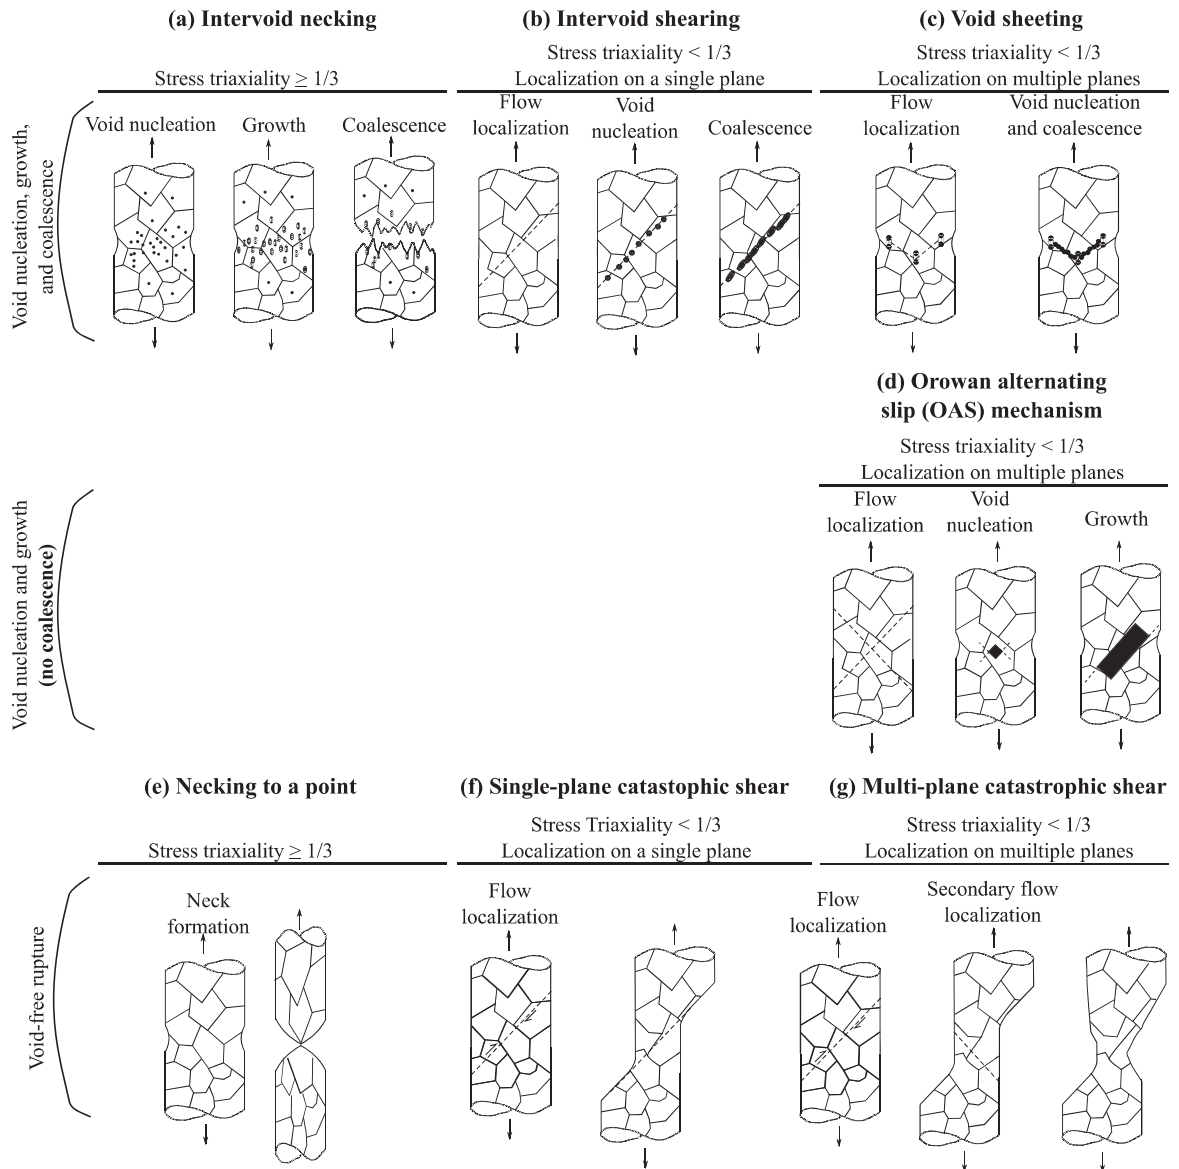 (a) Intervoid necking
Stress triaxiality ≥ 1/3
Void nucleation
Growth
Coalescence
(b) Intervoid shearing
Stress triaxiality < 1/3
Localization on a single plane
Flow
localization
Void
nucleation
Coalescence
(c) Void sheeting
Stress triaxiality < 1/3
Localization on multiple planes
Flow
localization
Void nucleation
and coalescence
Void nucleation, growth,
and coalescence
(d) Orowan alternating
slip (OAS) mechanism
Stress triaxiality < 1/3
Localization on multiple planes
Flow
localization
Void
nucleation
Growth
Void nucleation and growth
(no coalescence)
(e) Necking to a point
Stress triaxiality ≥ 1/3
Neck
formation
(f) Single-plane catastophic shear
Stress Triaxiality < 1/3
Localization on a single plane
Flow
localization
(g) Multi-plane catastrophic shear
Stress triaxiality < 1/3
Localization on muiltiple planes
Flow
localization
Secondary flow
localization
Void-free rupture